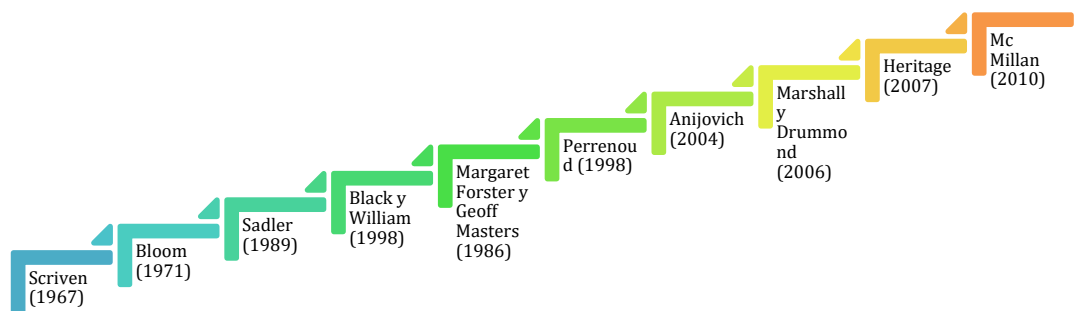 Scriven
(1967)
Bloom
(1971)
Sadler
(1989)
Black y
William
(1998)
Margaret
Forster y
Geoff
Masters
(1986)
Perrenou
d (1998)
Anijovich
(2004)
Marshall
y
Drummo
nd
(2006)
Heritage
(2007)
Mc
Millan
(2010)